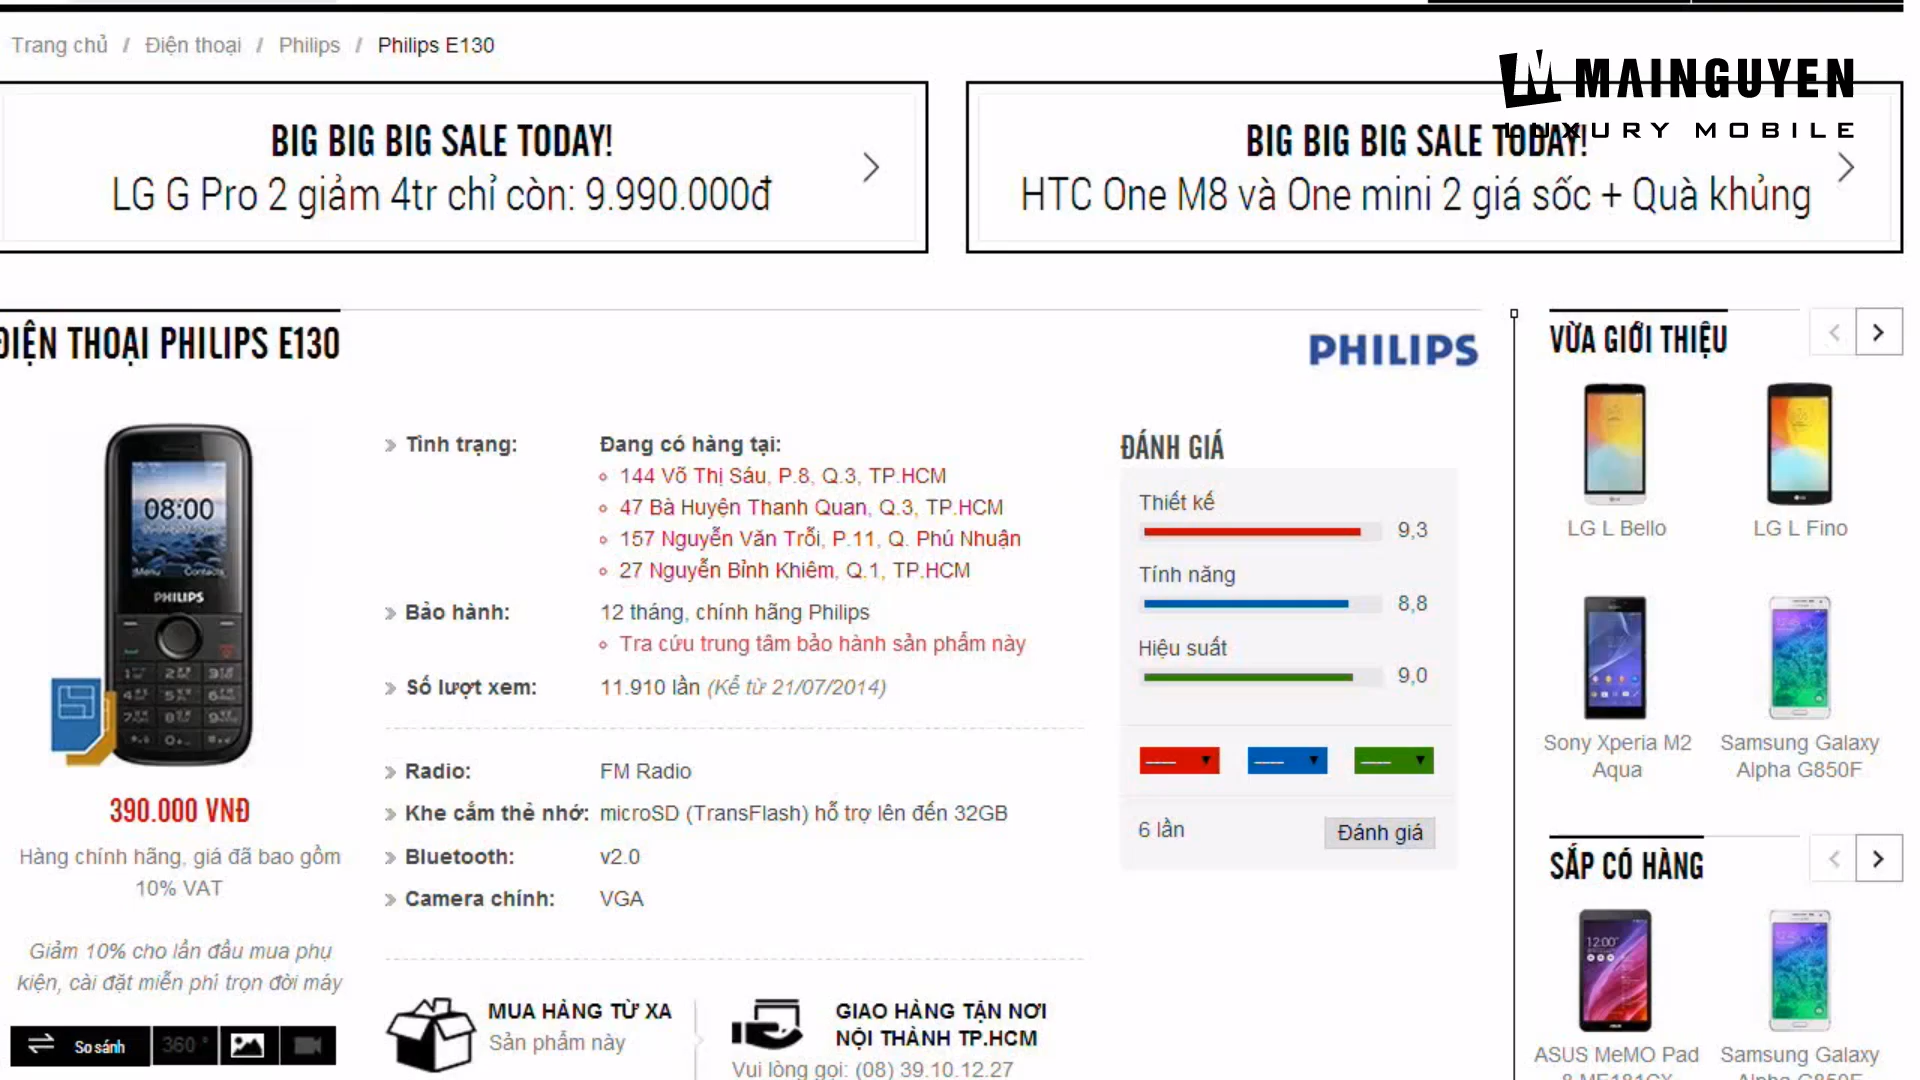 Trang chủ / Điện thoại / Philips / Philips E130
MAINGUYEN
LUXURY MOBILE
BIG BIG BIG SALE TODAY!
LG G Pro 2 giảm 4tr chỉ còn: 9.990.000đ
BIG BIG BIG SALE TODAY!
HTC One M8 và One mini 2 giá sốc + Quà khủng
ĐIỆN THOẠI PHILIPS E130
PHILIPS
08:00
Menu Contacts
PHILIPS
390.000 VNĐ
Hàng chính hãng, giá đã bao gồm
10% VAT
Giảm 10% cho lần đầu mua phụ
kiện, cài đặt miễn phí trọn đời máy
So sánh 360°
Tình trạng: Đang có hàng tại:
144 Võ Thị Sáu, P.8, Q.3, TP.HCM
47 Bà Huyện Thanh Quan, Q.3, TP.HCM
157 Nguyễn Văn Trỗi, P.11, Q. Phú Nhuận
27 Nguyễn Bỉnh Khiêm, Q.1, TP.HCM
Bảo hành: 12 tháng, chính hãng Philips
Tra cứu trung tâm bảo hành sản phẩm này
Số lượt xem: 11.910 lần (Kể từ 21/07/2014)
Radio: FM Radio
Khe cắm thẻ nhớ: microSD (TransFlash) hỗ trợ lên đến 32GB
Bluetooth: v2.0
Camera chính: VGA
MUA HÀNG TỪ XA
Sản phẩm này
GIAO HÀNG TẬN NƠI
NỘI THÀNH TP.HCM
Vui lòng gọi: (08) 39.10.12.27
ĐÁNH GIÁ
Thiết kế
9,3
Tính năng
8,8
Hiệu suất
9,0
6 lần Đánh giá
VỪA GIỚI THIỆU
LG L Bello
LG L Fino
Sony Xperia M2
Aqua
Samsung Galaxy
Alpha G850F
SẮP CÓ HÀNG
12:00
ASUS MeMO Pad
8 ME181CX
Samsung Galaxy
Alpha G850F